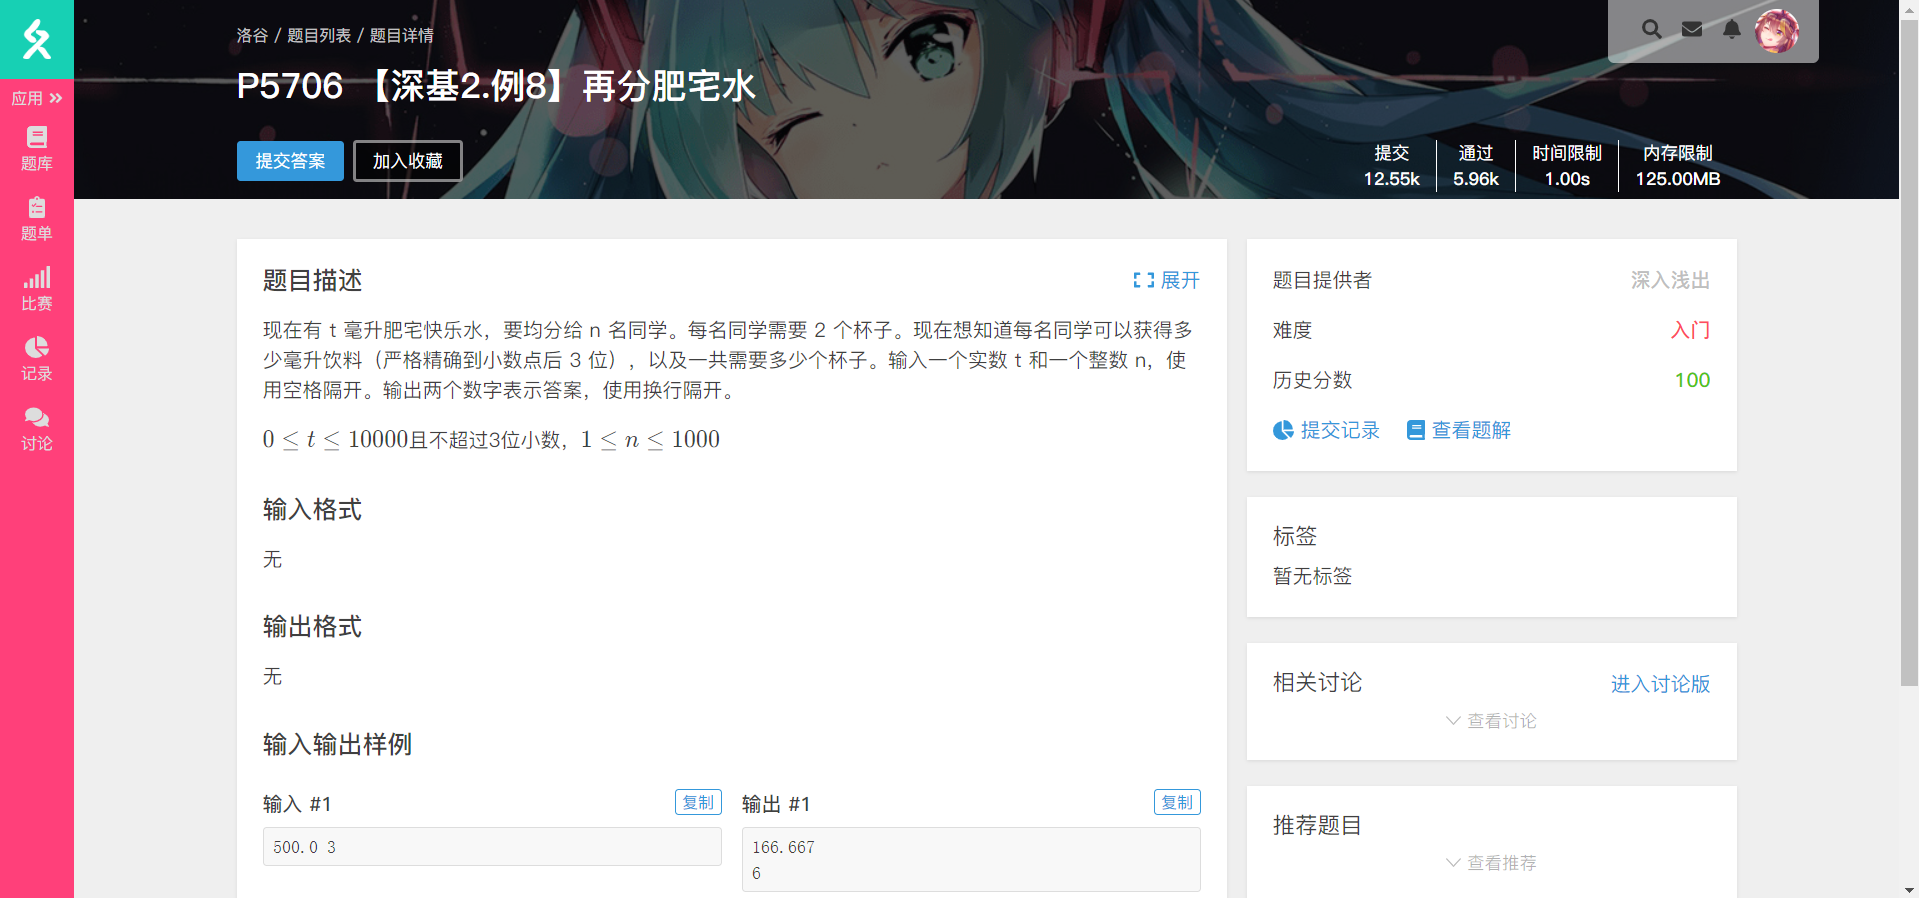 洛谷 / 题目列表 / 题目详情
P5706 【深基2.例8】再分肥宅水
提交答案
加入收藏
提交
12.55k
通过
5.96k
时间限制
1.00s
内存限制
125.00MB
应用
题库
题单
比赛
记录
讨论
题目描述
展开
现在有 t 毫升肥宅快乐水，要均分给 n 名同学。每名同学需要 2 个杯子。现在想知道每名同学可以获得多
少毫升饮料（严格精确到小数点后 3 位），以及一共需要多少个杯子。输入一个实数 t 和一个整数 n，使
用空格隔开。输出两个数字表示答案，使用换行隔开。
0 ≤ t ≤ 10000且不超过3位小数，1 ≤ n ≤ 1000
输入格式
无
输出格式
无
输入输出样例
输入 #1
复制
500.0 3
输出 #1
复制
166.667
6
题目提供者
深入浅出
难度
入门
历史分数
100
提交记录
查看题解
标签
暂无标签
相关讨论
进入讨论版
查看讨论
推荐题目
查看推荐